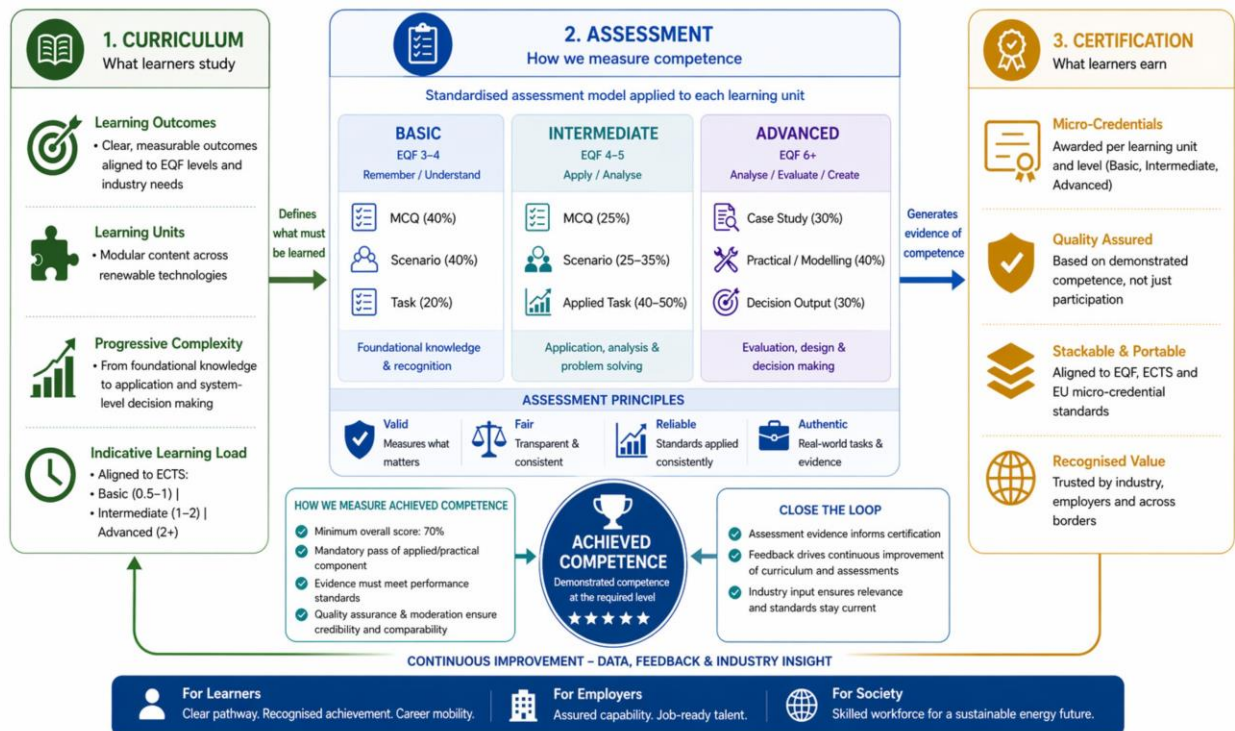 1. CURRICULUM
What learners study
Learning Outcomes
• Clear, measurable outcomes
aligned to EQF levels and
industry needs
Learning Units
• Modular content across
renewable technologies
Progressive Complexity
• From foundational knowledge
to application and system-
level decision making
Indicative Learning Load
• Aligned to ECTS:
• Basic (0.5–1) |
• Intermediate (1–2) |
Advanced (2+)
Defines
what must
be learned
2. ASSESSMENT
How we measure competence
Standardised assessment model applied to each learning unit
BASIC
EQF 3–4
Remember / Understand
MCQ (40%)
Scenario (40%)
Task (20%)
Foundational knowledge
& recognition
INTERMEDIATE
EQF 4–5
Apply / Analyse
MCQ (25%)
Scenario (25–35%)
Applied Task (40–50%)
Application, analysis &
problem solving
ADVANCED
EQF 6+
Analyse / Evaluate / Create
Case Study (30%)
Practical / Modelling (40%)
Decision Output (30%)
Evaluation, design &
decision making
ASSESSMENT PRINCIPLES
Valid
Measures what
matters
Fair
Transparent &
consistent
Reliable
Standards applied
consistently
Authentic
Real-world tasks &
evidence
Generates
evidence of
competence
3. CERTIFICATION
What learners earn
Micro-Credentials
Awarded per learning unit
and level (Basic, Intermediate,
Advanced)
Quality Assured
Based on demonstrated
competence, not just
participation
Stackable & Portable
Aligned to EQF, ECTS and
EU micro-credential
standards
Recognised Value
Trusted by industry,
employers and across
borders
HOW WE MEASURE ACHIEVED COMPETENCE
Minimum overall score: 70%
Mandatory pass of applied/practical
component
Evidence must meet performance
standards
Quality assurance & moderation ensure
credibility and comparability
ACHIEVED
COMPETENCE
Demonstrated competence
at the required level
CLOSE THE LOOP
Assessment evidence informs certification
Feedback drives continuous improvement
of curriculum and assessments
Industry input ensures relevance
and standards stay current
CONTINUOUS IMPROVEMENT – DATA, FEEDBACK & INDUSTRY INSIGHT
For Learners
Clear pathway. Recognised achievement. Career mobility.
For Employers
Assured capability. Job-ready talent.
For Society
Skilled workforce for a sustainable energy future.